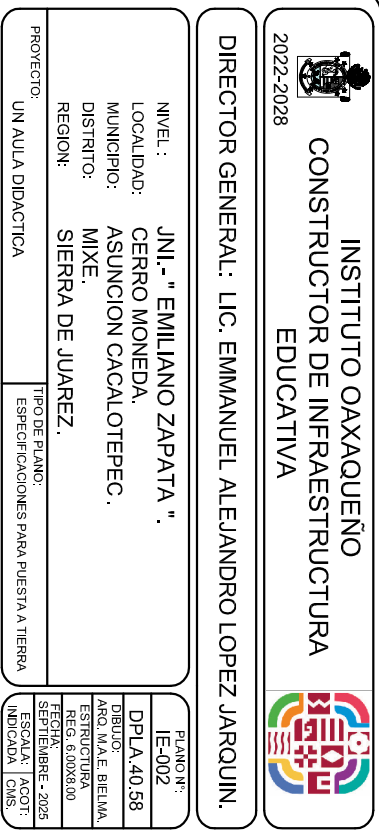 INSTITUTO OAXAQUEÑO
CONSTRUCTOR DE INFRAESTRUCTURA
EDUCATIVA
2022-2028
DIRECTOR GENERAL: LIC. EMMANUEL ALEJANDRO LOPEZ JARQUIN.
NIVEL : JNI.- " EMILIANO ZAPATA ".
LOCALIDAD: CERRO MONEDA.
MUNICIPIO: ASUNCION CACALOTEPEC.
DISTRITO: MIXE.
REGION: SIERRA DE JUAREZ.
PROYECTO:
UN AULA DIDACTICA
TIPO DE PLANO:
ESPECIFICACIONES PARA PUESTA A TIERRA
PLANO N°:
IE-002
DPLA.40.58
DIBUJO:
ARQ. M.A.E. BIELMA.
ESTRUCTURA
REG. 6.00X8.00
FECHA:
SEPTIEMBRE - 2025
ESCALA:
INDICADA
ACOT:
CMS.